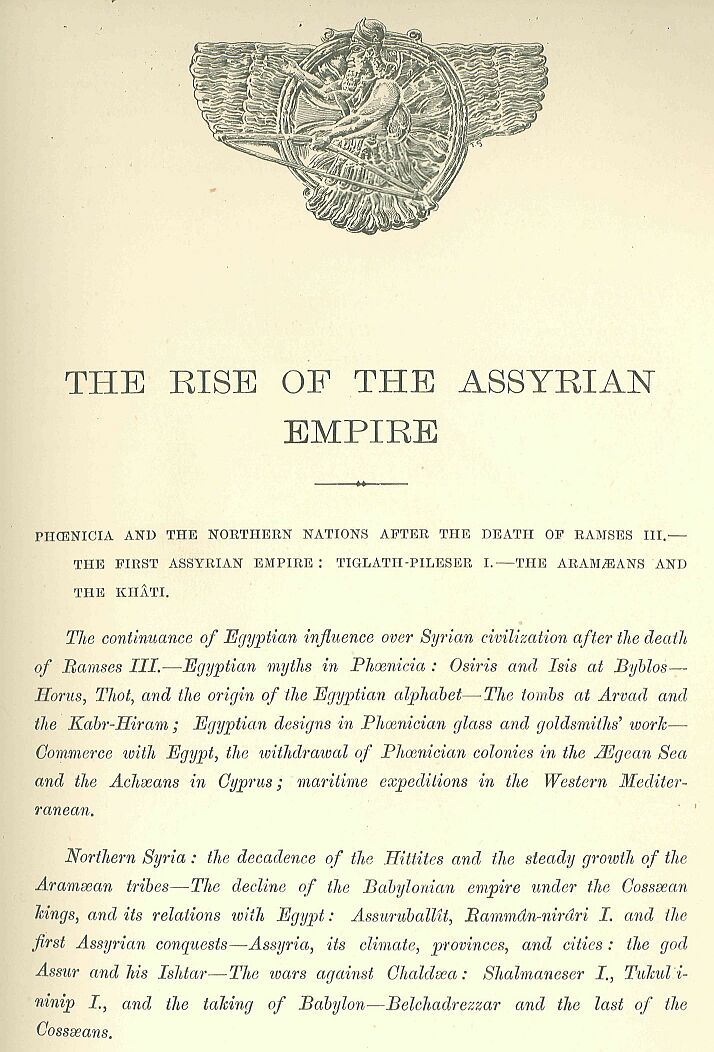 THE RISE OF THE ASSYRIAN
EMPIRE
PHŒNICIA AND THE NORTHERN NATIONS AFTER THE DEATH OF RAMSES III.—
THE FIRST ASSYRIAN EMPIRE: TIGLATH-PILESER I.—THE ARAMÆANS AND
THE KHÂTI.
The continuance of Egyptian influence over Syrian civilization after the death
of Ramses III.—Egyptian myths in Phœnicia: Osiris and Isis at Byblos—
Horus, Thot, and the origin of the Egyptian alphabet—The tombs at Arvad and
the Kabr-Hiram; Egyptian designs in Phœnician glass and goldsmiths' work—
Commerce with Egypt, the withdrawal of Phœnician colonies in the Ægean Sea
and the Achæans in Cyprus; maritime expeditions in the Western Mediter-
ranean.
Northern Syria: the decadence of the Hittites and the steady growth of the
Aramæan tribes—The decline of the Babylonian empire under the Cossæan
kings, and its relations with Egypt: Assuruballît, Rammân-nirâri I. and the
first Assyrian conquests—Assyria, its climate, provinces, and cities: the god
Assur and his Ishtar—The wars against Chaldæa: Shalmaneser I., Tukulti-
ninip I., and the taking of Babylon—Belchadrezzar and the last of the
Cossæans.